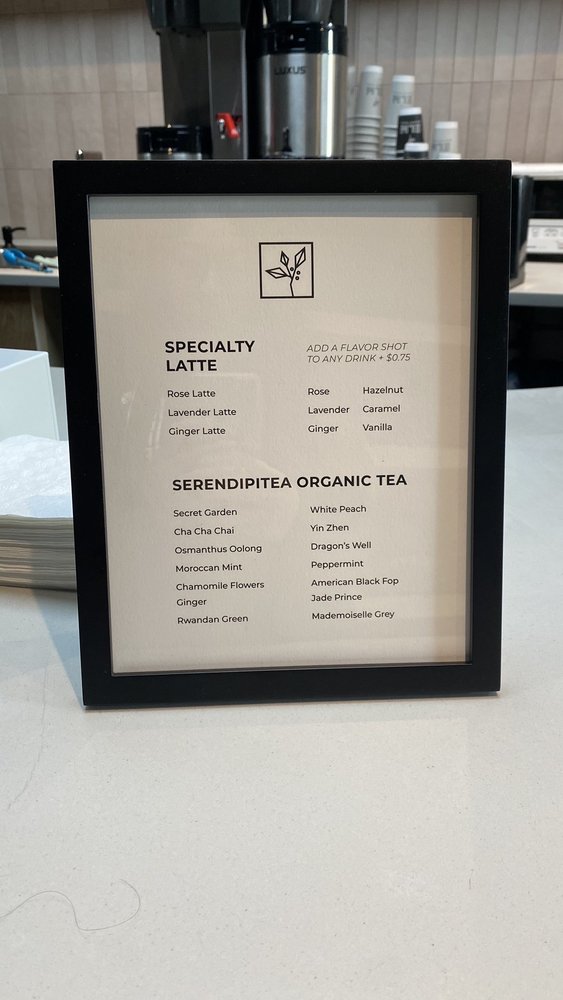 LUXUS
SPECIALTY
LATTE
Rose Latte
Lavender Latte
Ginger Latte
ADD A FLAVOR SHOT
TO ANY DRINK + $0.75
Rose
Lavender
Ginger
Hazelnut
Caramel
Vanilla
SERENDIPITEA ORGANIC TEA
Secret Garden
Cha Cha Chai
Osmanthus Oolong
Moroccan Mint
Chamomile Flowers
Ginger
Rwandan Green
White Peach
Yin Zhen
Dragon's Well
Peppermint
American Black Fop
Jade Prince
Mademoiselle Grey